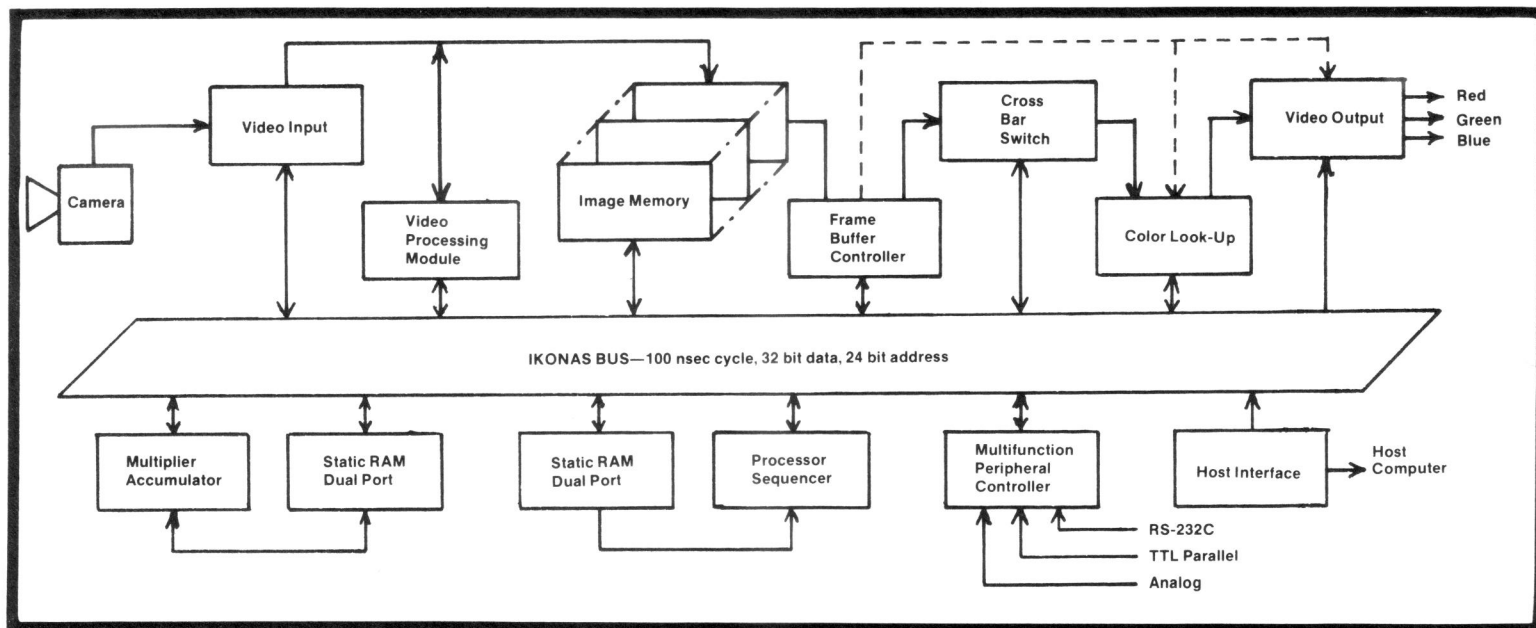 Camera
Video Input
Video
Processing
Module
Image Memory
Frame
Buffer
Controller
Cross
Bar
Switch
Color Look-Up
Video Output
Red
Green
Blue
IKONAS BUS—100 nsec cycle, 32 bit data, 24 bit address
Multiplier
Accumulator
Static RAM
Dual Port
Static RAM
Dual Port
Processor
Sequencer
Multifunction
Peripheral
Controller
RS-232C
TTL Parallel
Analog
Host Interface
Host
Computer